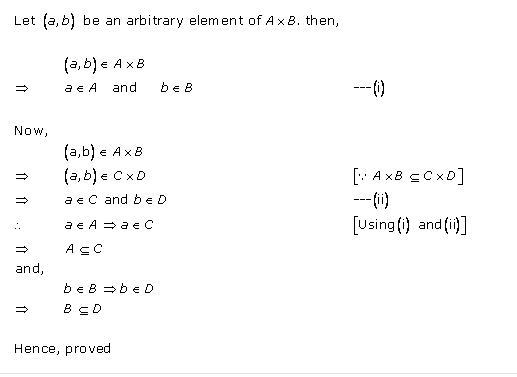 Let (a,b) be an arbitrary element of A×B. then,
(a,b) ∈ A×B
⇒ a ∈ A and b ∈ B ---(i)
Now,
(a,b) ∈ A×B
⇒ (a,b) ∈ C×D [∵ A×B ⊆ C×D]
⇒ a ∈ C and b ∈ D ---(ii)
∴ a ∈ A ⇒ a ∈ C [Using(i) and(ii)]
⇒ A ⊆ C
and,
b ∈ B ⇒ b ∈ D
⇒ B ⊆ D
Hence, proved